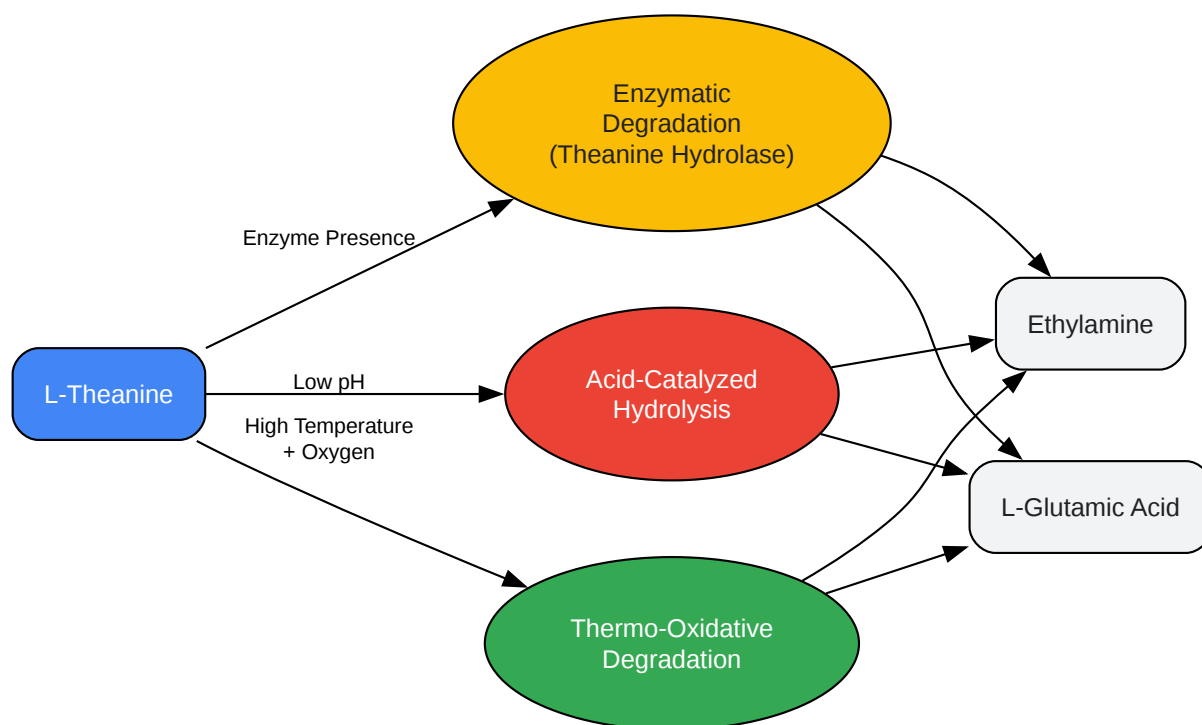 Enzymatic
Degradation
(Theanine Hydrolase)
Enzyme Presence
Ethylamine
L-Theanine
Low pH
Acid-Catalyzed
Hydrolysis
High Temperature
+ Oxygen
L-Glutamic Acid
Thermo-Oxidative
Degradation